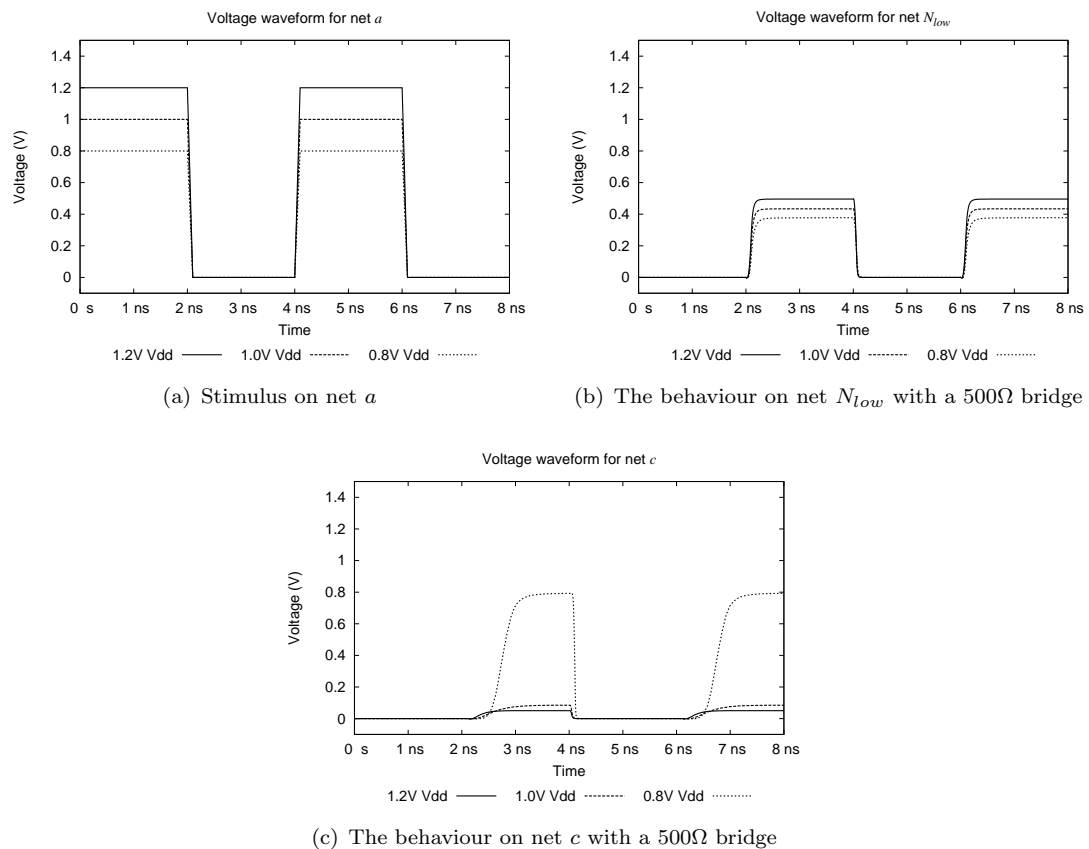 Voltage waveform for net a
1.4
1.2
1
0.8
0.6
0.4
0.2
0
Voltage (V)
0 s 1 ns 2 ns 3 ns 4 ns 5 ns 6 ns 7 ns 8 ns
Time
1.2V Vdd 1.0V Vdd 0.8V Vdd
(a) Stimulus on net a
Voltage waveform for net Nlow
1.4
1.2
1
0.8
0.6
0.4
0.2
0
Voltage (V)
0 s 1 ns 2 ns 3 ns 4 ns 5 ns 6 ns 7 ns 8 ns
Time
1.2V Vdd 1.0V Vdd 0.8V Vdd
(b) The behaviour on net Nlow with a 500Ω bridge
Voltage waveform for net c
1.4
1.2
1
0.8
0.6
0.4
0.2
0
Voltage (V)
0 s 1 ns 2 ns 3 ns 4 ns 5 ns 6 ns 7 ns 8 ns
Time
1.2V Vdd 1.0V Vdd 0.8V Vdd
(c) The behaviour on net c with a 500Ω bridge